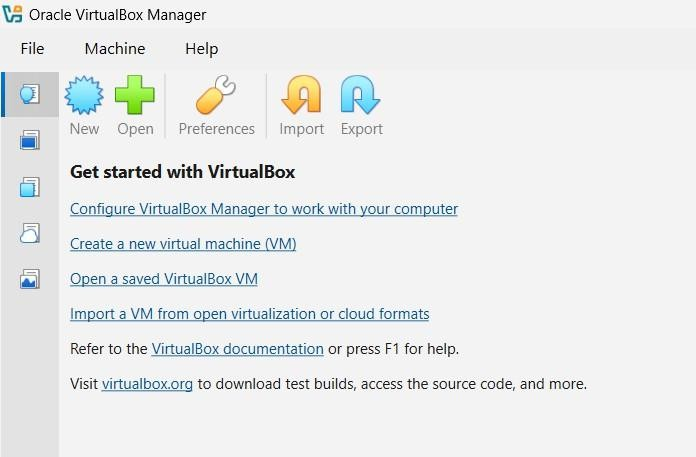 Oracle VirtualBox Manager
File Machine Help
New Open Preferences Import Export
Get started with VirtualBox
Configure VirtualBox Manager to work with your computer
Create a new virtual machine (VM)
Open a saved VirtualBox VM
Import a VM from open virtualization or cloud formats
Refer to the VirtualBox documentation or press F1 for help.
Visit virtualbox.org to download test builds, access the source code, and more.